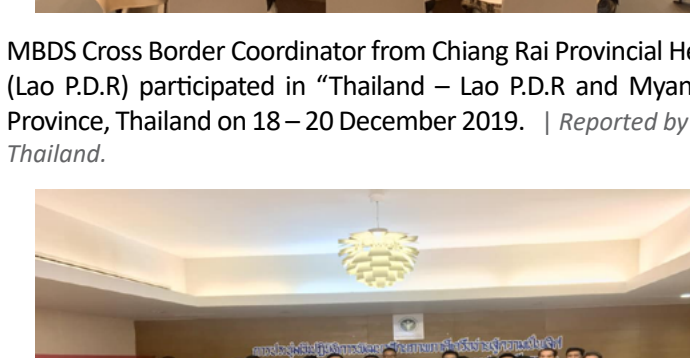 MBDS Cross Border Coordinator from Chiang Rai Provincial He
(Lao P.D.R) participated in “Thailand – Lao P.D.R and Myan
Province, Thailand on 18 – 20 December 2019. | Reported by
Thailand.